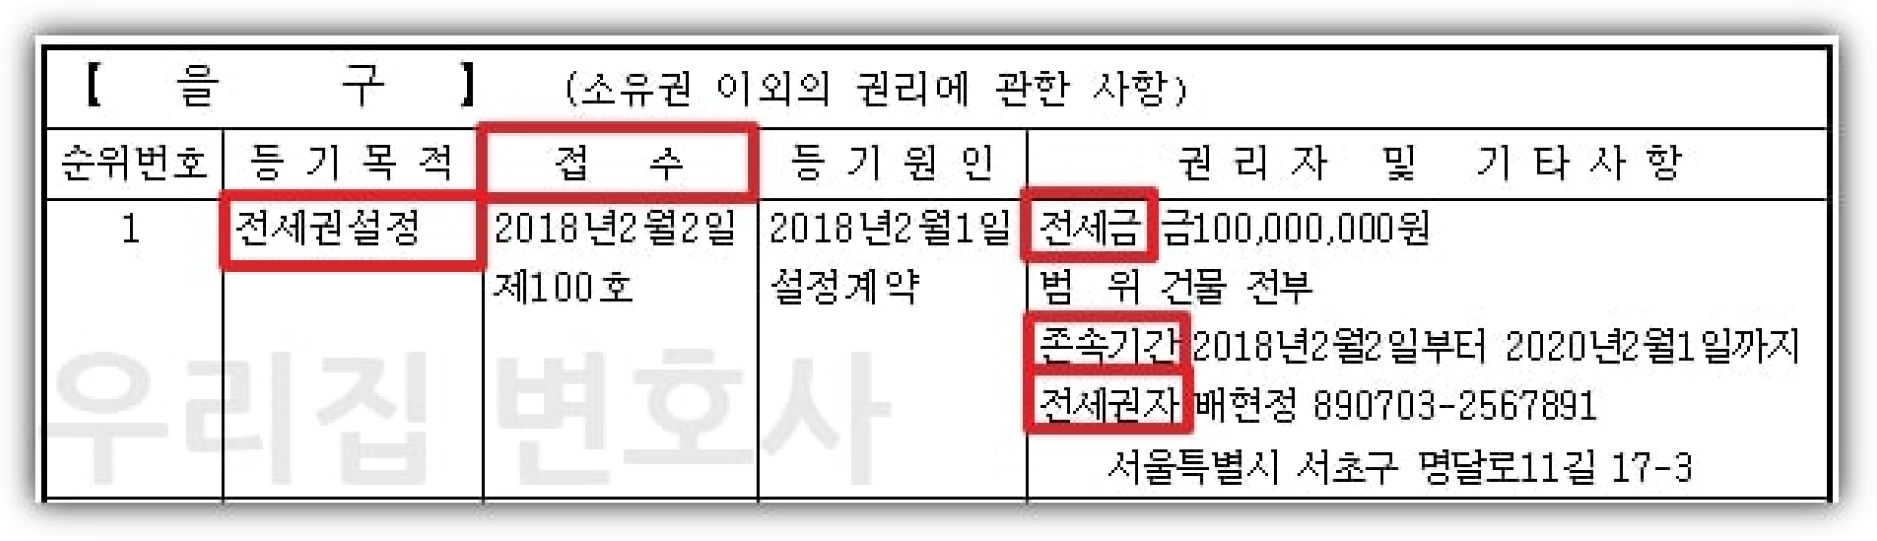 【 을 구 】 (소유권 이외의 권리에 관한 사항)
순위번호 등기목적 접 수 등기원인 권리자 및 기타사항
1 전세권설정 2018년2월2일 2018년2월1일 전세금 금100,000,000원
제100호 설정계약 범 위 건물 전부
존속기간 2018년2월2일부터 2020년2월1일까지
전세권자 배현정 890703-2567891
서울특별시 서초구 명달로11길 17-3
우리집 변호사